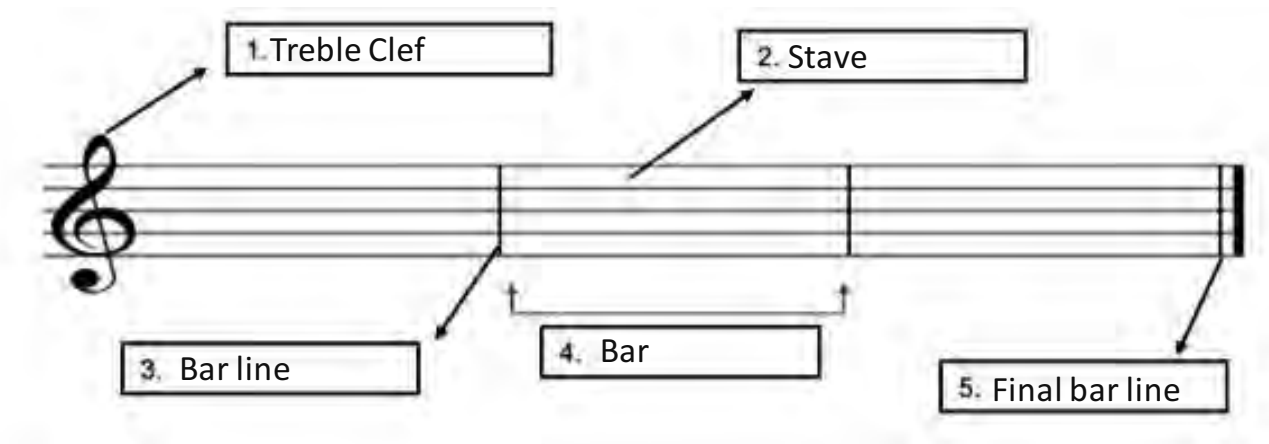 1. Treble Clef
2. Stave
3. Bar line
4. Bar
5. Final bar line